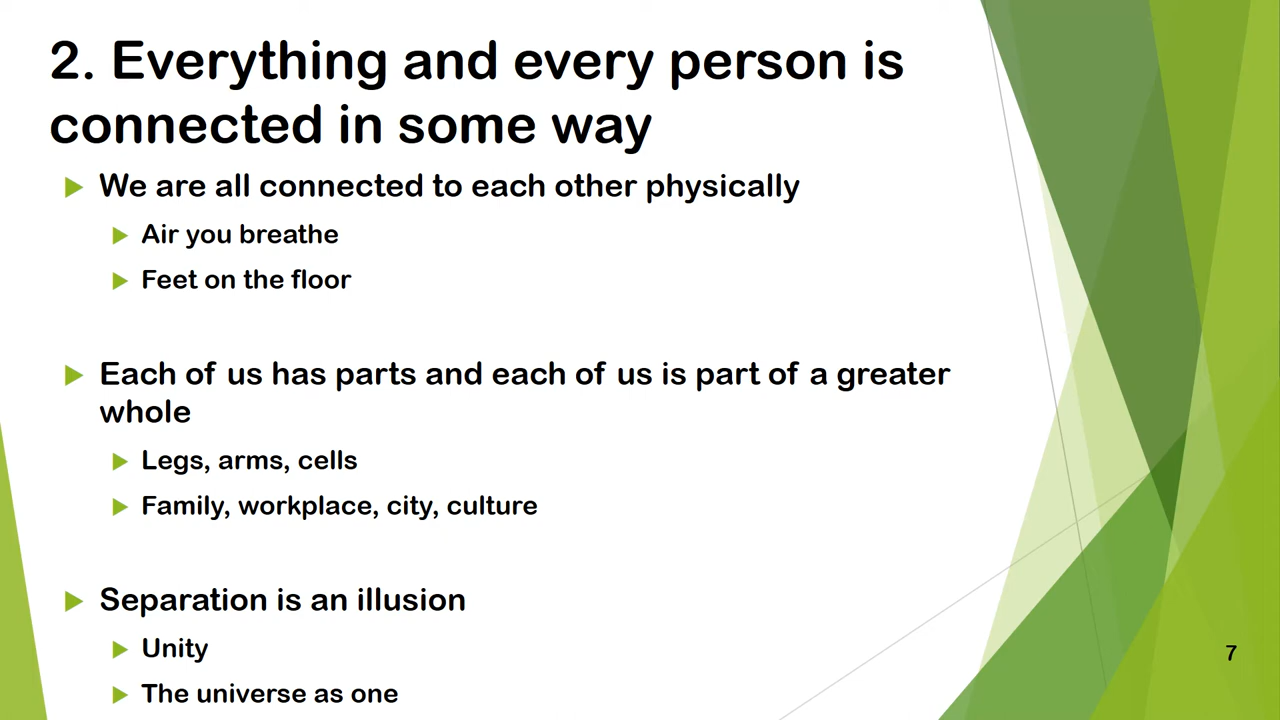 2. Everything and every person is
connected in some way
We are all connected to each other physically
Air you breathe
Feet on the floor
Each of us has parts and each of us is part of a greater
whole
Legs, arms, cells
Family, workplace, city, culture
Separation is an illusion
Unity
The universe as one
7